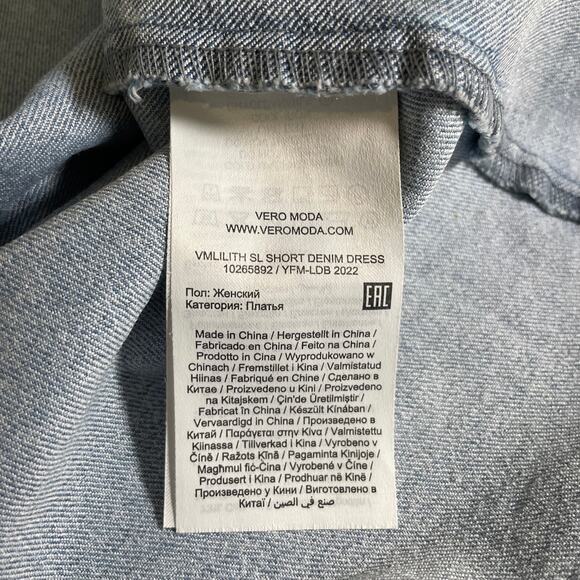 VERO MODA
WWW.VEROMODA.COM
VMLILITH SL SHORT DENIM DRESS
10265892 / YFM-LDB 2022
Пол: Женский
Категория: Платья
EAC
Made in China / Hergestellt in China /
Fabricado en China / Feito na China /
Prodotto in Cina / Wyprodukowano w
Chinach / Fremstillet i Kina / Valmistatud
Hiinas / Fabriqué en Chine / Сделано в
Китае / Proizvedeno u Kini / Proizvedeno
na Kitajskem / Çin'de Üretilmiştir /
Fabricat în China / Készült Kínában /
Vervaardigd in China / Произведено в
Китай / Παράγεται στην Κίνα / Valmistettu
Kiinassa / Tillverkad i Kina / Vyrobeno v
Číně / Ražots Ķīnā / Pagaminta Kinijoje /
Magħmul fiċ-Ċina / Vyrobené v Číne /
Produsert i Kina / Prodhuar në Kinë /
Произведено у Кини / Виготовлено в
Китаї / صنع في الصين /